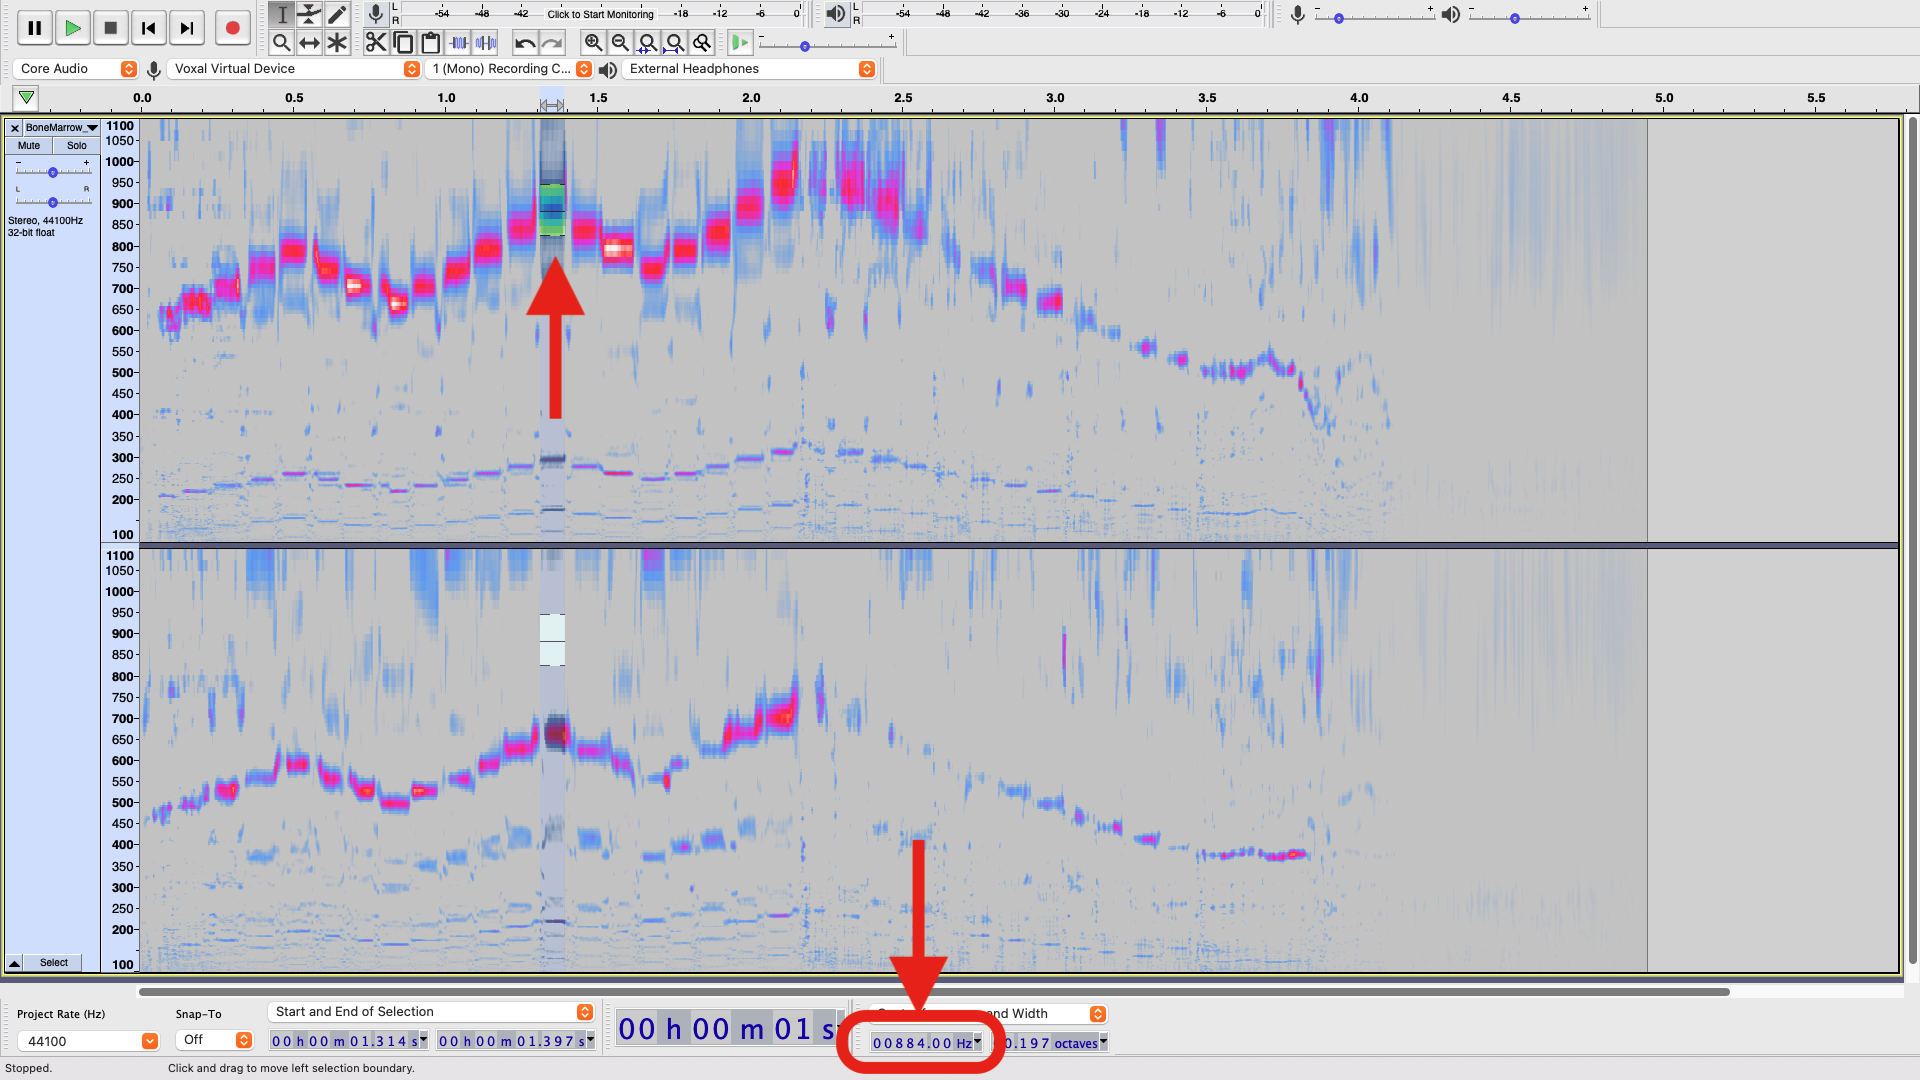 L
R
-54 -48 -42 Click to Start Monitoring -18 -12 -6 0
L
R
-54 -48 -42 -36 -30 -24 -18 -12 -6 0
- +
- +
- +
Core Audio
Voxal Virtual Device
1 (Mono) Recording C...
External Headphones
0.0 0.5 1.0 1.5 2.0 2.5 3.0 3.5 4.0 4.5 5.0 5.5
BoneMarrow_
Mute Solo
- +
L R
Stereo, 44100Hz
32-bit float
1100
1050
1000
950
900
850
800
750
700
650
600
550
500
450
400
350
300
250
200
100
1100
1050
1000
950
900
850
800
750
700
650
600
550
500
450
400
350
300
250
200
100
Select
Project Rate (Hz)
44100
Snap-To
Off
Start and End of Selection
00 h 00 m 01.314 s
00 h 00 m 01.397 s
00 h 00 m 01 s
nd Width
00884.00 Hz
0.197 octaves
Stopped.
Click and drag to move left selection boundary.